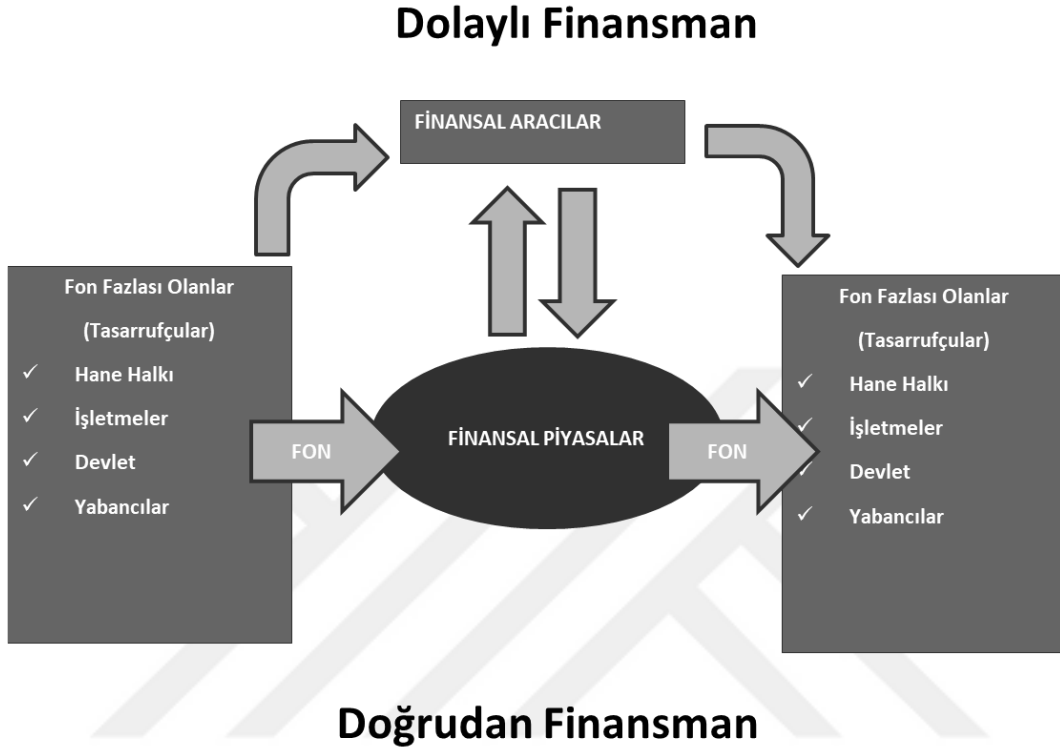 Dolaylı Finansman
FİNANSAL ARACILAR
Fon Fazlası Olanlar
(Tasarrufçular)
✓ Hane Halkı
✓ İşletmeler
✓ Devlet
✓ Yabancılar
FON
FİNANSAL PİYASALAR
FON
Fon Fazlası Olanlar
(Tasarrufçular)
✓ Hane Halkı
✓ İşletmeler
✓ Devlet
✓ Yabancılar
Doğrudan Finansman